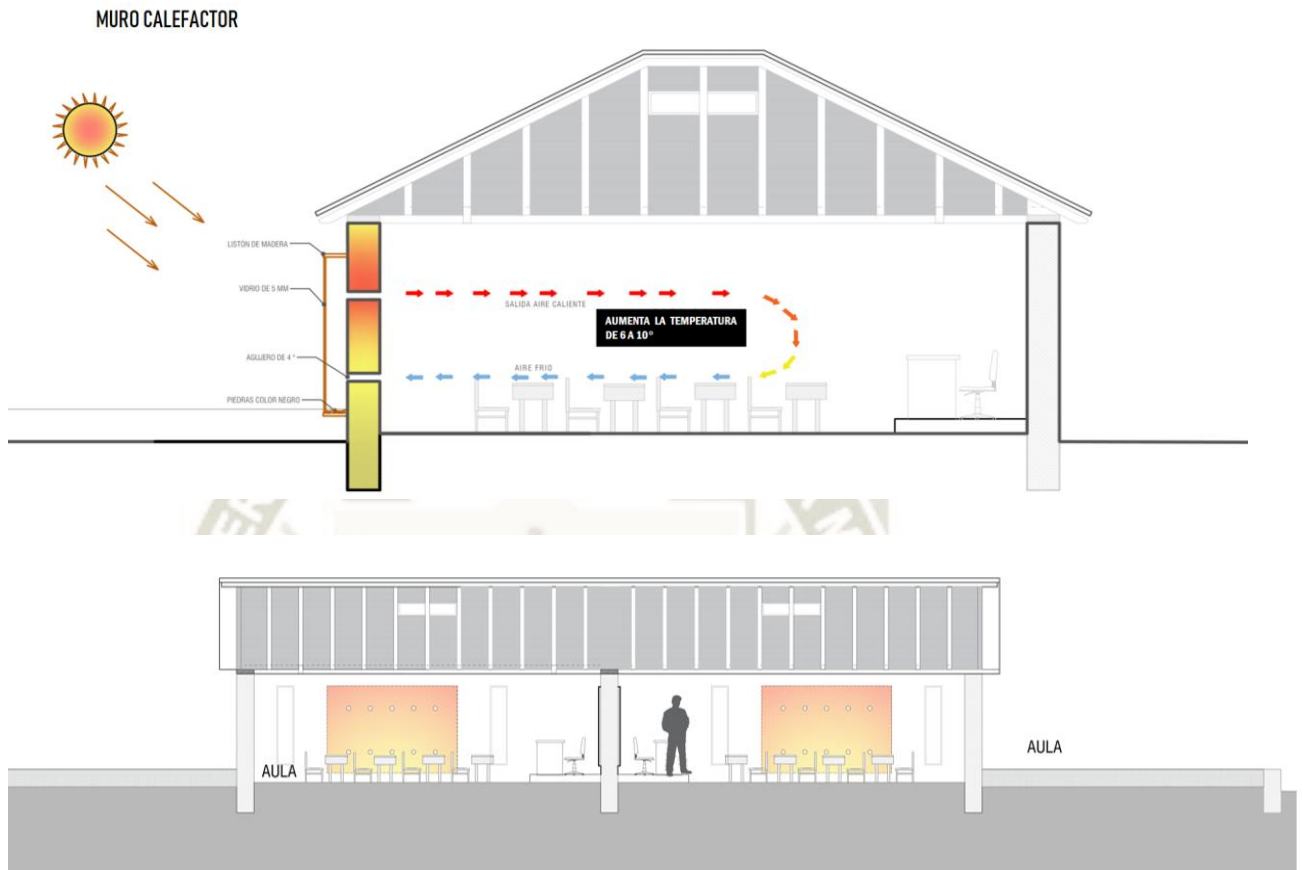 MURO CALEFACTOR
LISTÓN DE MADERA
VIDRIO DE 5 MM
SALIDA AIRE CALIENTE
AUMENTA LA TEMPERATURA
DE 6 A 10°
AGUJERO DE 4 "
AIRE FRIO
PIEDRAS COLOR NEGRO
AULA
AULA